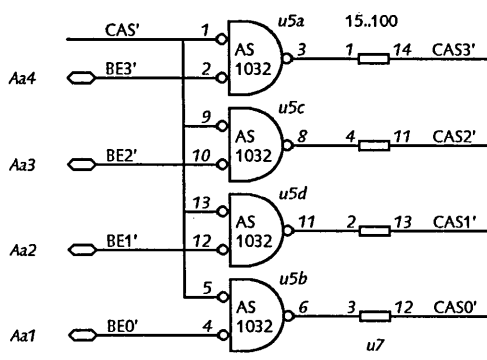 CAS' 1 u5a 15..100
AS 1032 3 1 14 CAS3'
Aa4 BE3' 2
9 u5c
AS 1032 8 4 11 CAS2'
Aa3 BE2' 10
13 u5d
AS 1032 11 2 13 CAS1'
Aa2 BE1' 12
5 u5b
AS 1032 6 3 12 CAS0'
Aa1 BE0' 4
u7